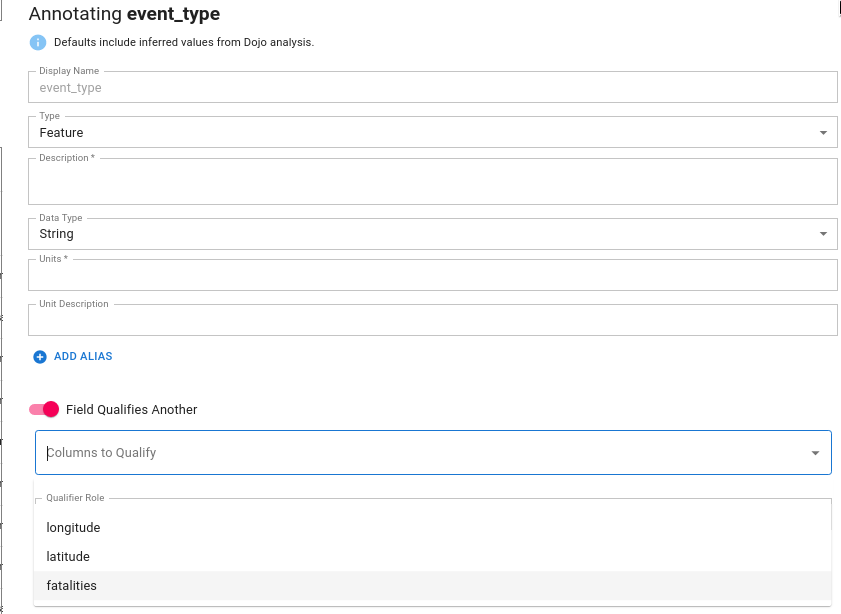 Annotating event_type
Defaults include inferred values from Dojo analysis.
Display Name
event_type
Type
Feature
Description *
Data Type
String
Units *
Unit Description
ADD ALIAS
Field Qualifies Another
Columns to Qualify
Qualifier Role
longitude
latitude
fatalities